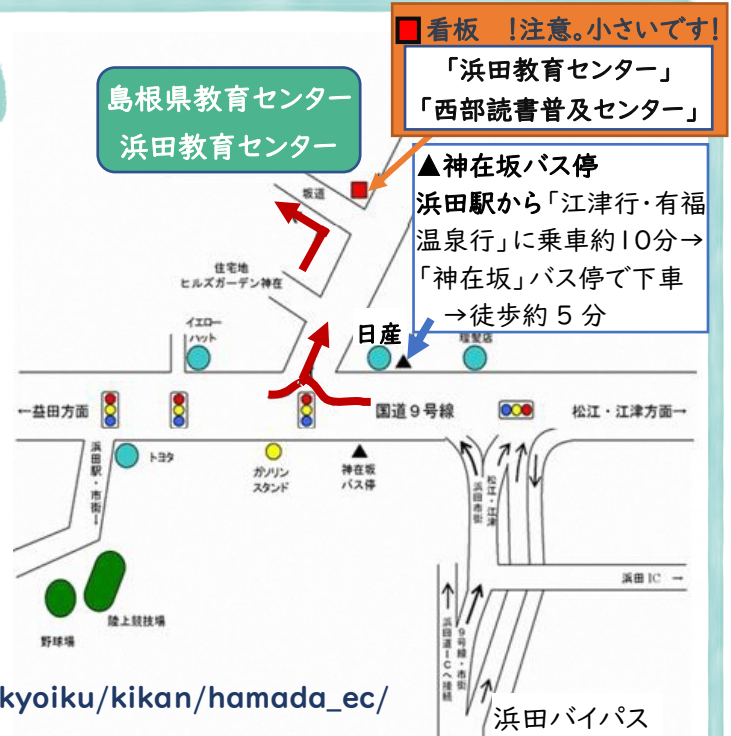 看板 !注意。小さいです!
「浜田教育センター」
「西部読書普及センター」
島根県教育センター
浜田教育センター
▲神在坂バス停
浜田駅から「江津行・有福
温泉行」に乗車約10分→
「神在坂」バス停で下車
→徒歩約5分
坂道
住宅地
ヒルズガーデン神在
イエロー
ハット
日産
理髪店
←益田方面
国道9号線
松江・江津方面→
浜田駅・市街→
トヨタ
ガソリン
スタンド
▲
神在坂
バス停
浜田市街
松江・江津
浜田IC →
陸上競技場
野球場
浜田道ICへ接続
9号線・市街
kyoiku/kikan/hamada_ec/
浜田バイパス